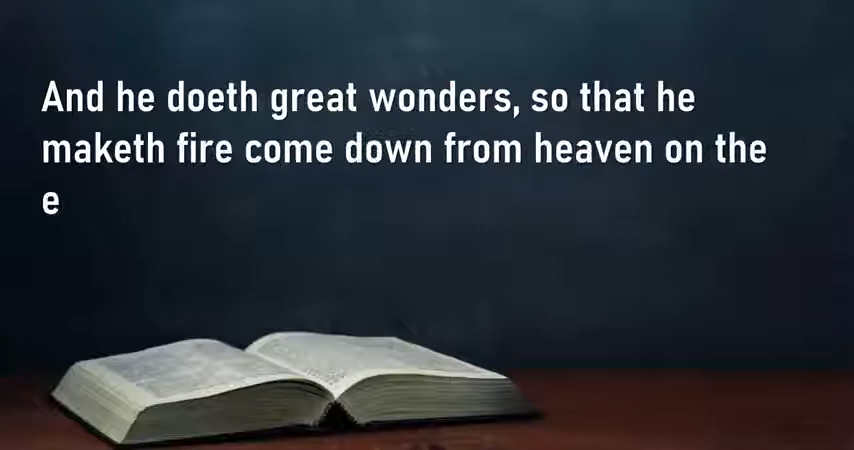 And he doeth great wonders, so that he
maketh fire come down from heaven on the
e